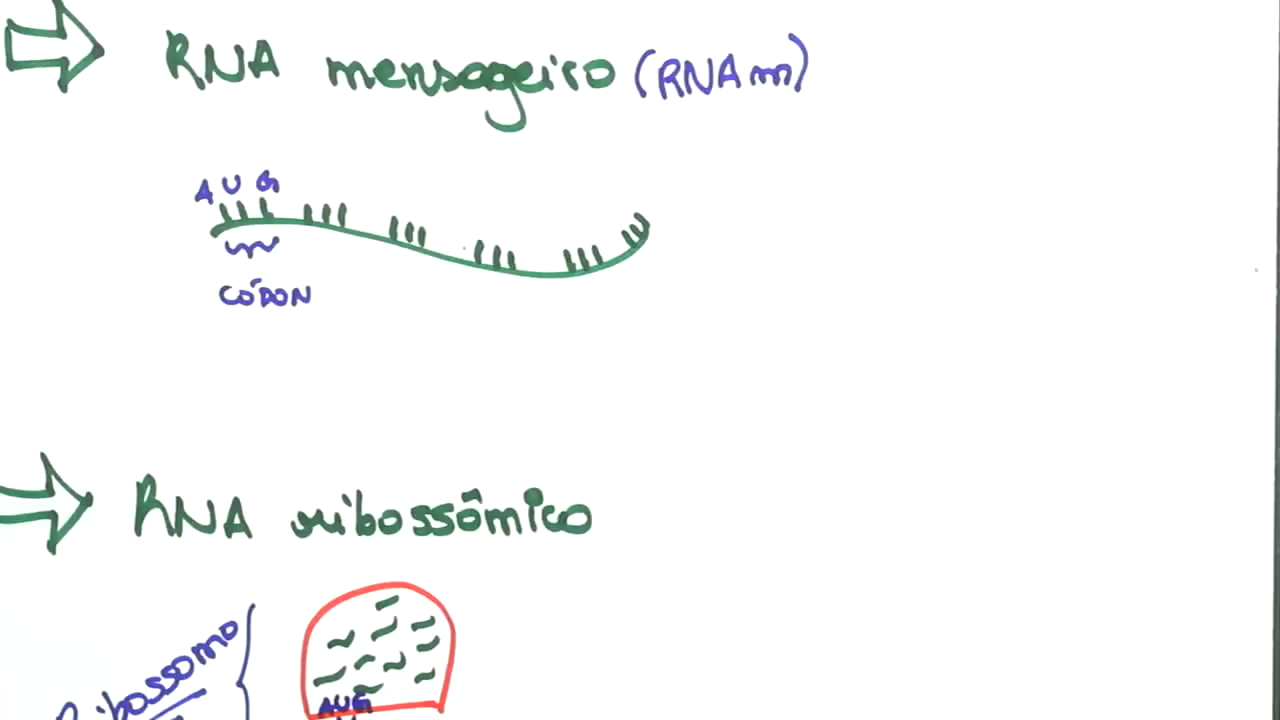 RNA mensageiro (RNAm)
A U G
CÓDON
RNA ribossômico
Ribossomo
AUG